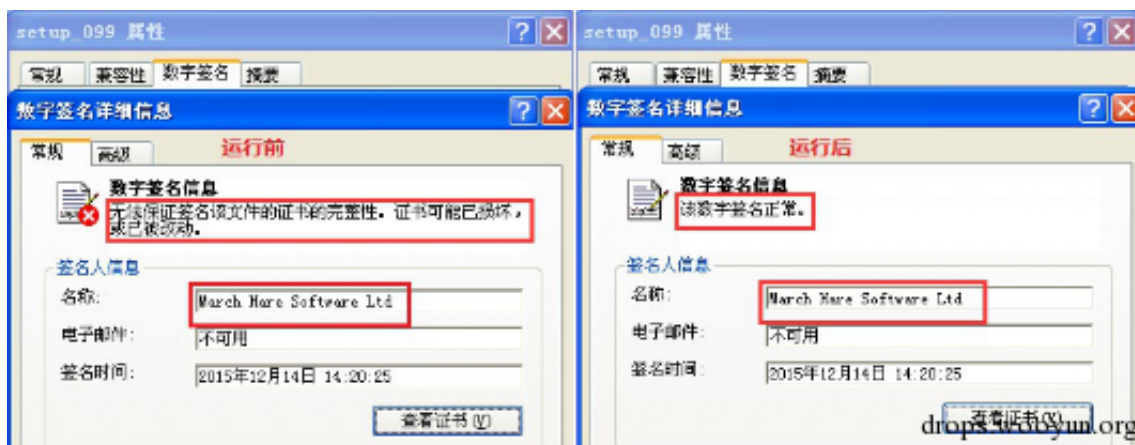 setup_099 属性
常规 兼容性 数字签名 摘要
数字签名详细信息
常规 高级 运行前
数字签名信息
无法保证签名该文件的证书的完整性。证书可能已损坏，
或已被改动。
签名人信息
名称: March Hare Software Ltd
电子邮件: 不可用
签名时间: 2015年12月14日 14:20:25
查看证书(V)
setup_099 属性
常规 兼容性 数字签名 摘要
数字签名详细信息
常规 高级 运行后
数字签名信息
该数字签名正常。
签名人信息
名称: March Hare Software Ltd
电子邮件: 不可用
签名时间: 2015年12月14日 14:20:25
查看证书(V)
drops.wooyun.org